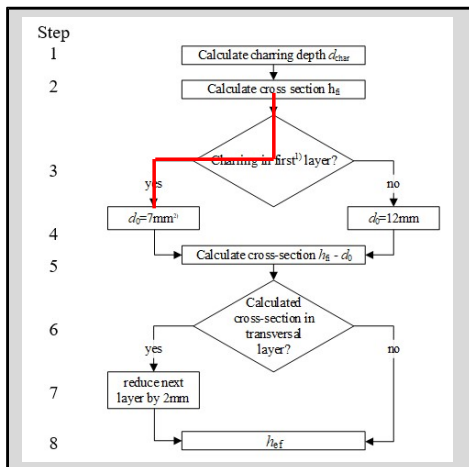 Step
1
Calculate charring depth dchar
2
Calculate cross section hfi
3
Charring in first1) layer?
yes
no
d0=7mm2)
d0=12mm
4
Calculate cross-section hfi - d0
5
Calculated
cross-section in
transversal
layer?
6
yes
no
7
reduce next
layer by 2mm
8
hef